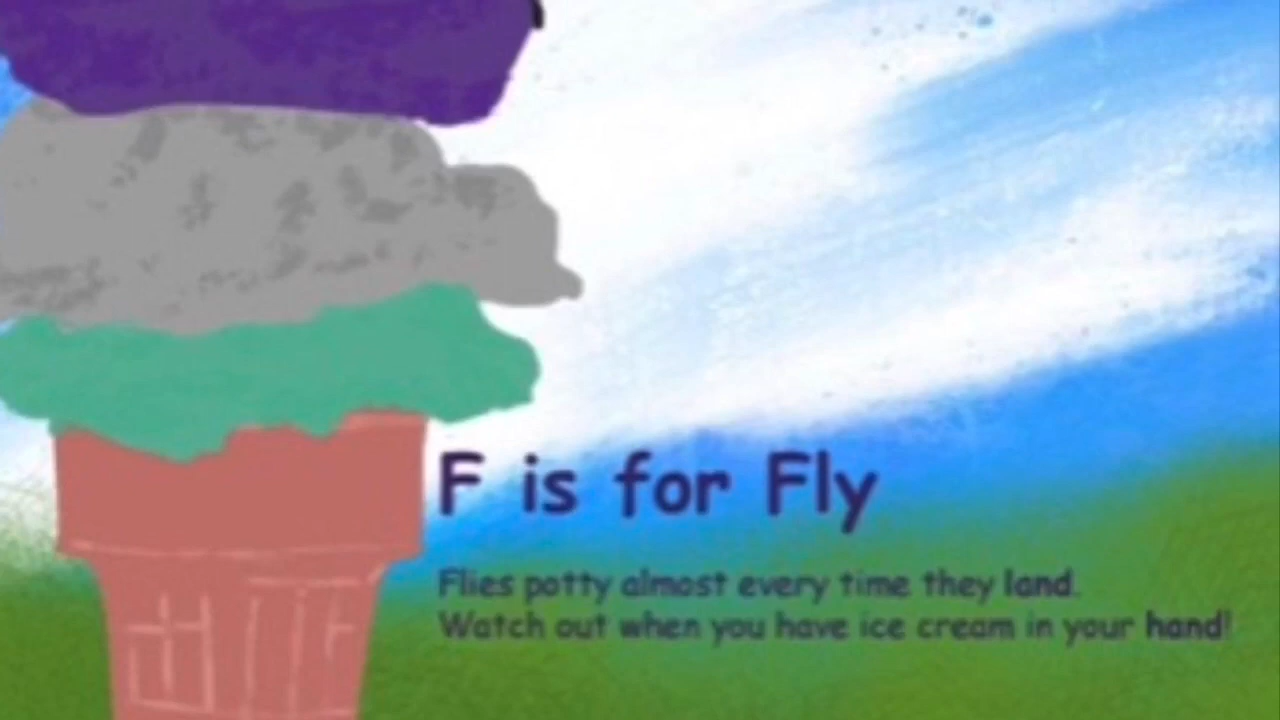 F is for Fly
Flies potty almost every time they land.
Watch out when you have ice cream in your hand!